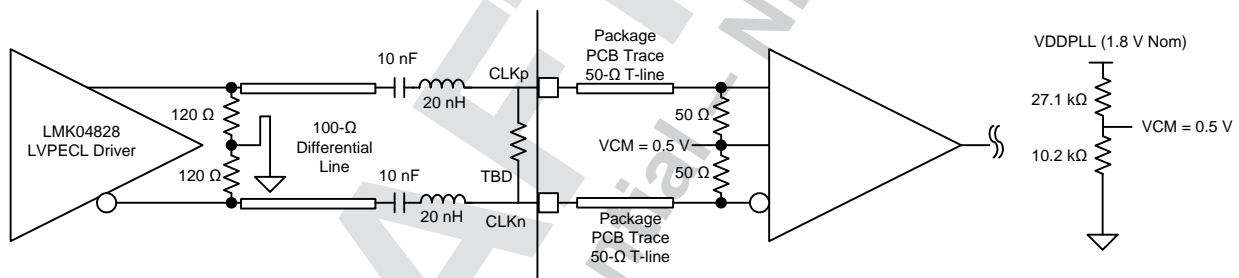 LMK04828
LVPECL Driver
120 Ω
120 Ω
100-Ω
Differential
Line
10 nF
20 nH
10 nF
20 nH
CLKp
TBD
CLKn
Package
PCB Trace
50-Ω T-line
50 Ω
VCM = 0.5 V
50 Ω
Package
PCB Trace
50-Ω T-line
VDDPLL (1.8 V Nom)
27.1 kΩ
VCM = 0.5 V
10.2 kΩ